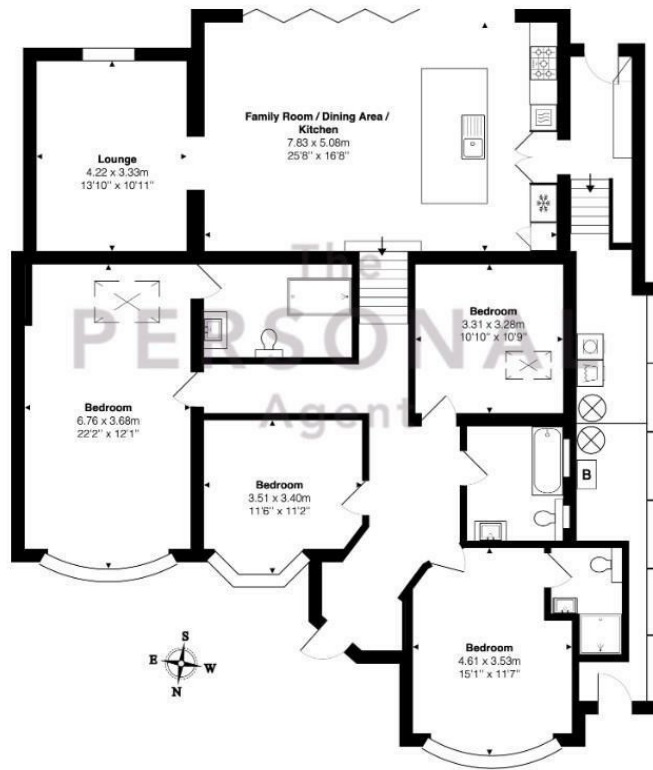 Family Room / Dining Area /
Kitchen
7.83 x 5.08m
25'8" x 16'8"
Lounge
4.22 x 3.33m
13'10" x 10'11"
The
PERSONAL
Agent
Bedroom
3.31 x 3.28m
10'10" x 10'9"
Bedroom
6.76 x 3.68m
22'2" x 12'1"
Bedroom
3.51 x 3.40m
11'6" x 11'2"
B
Bedroom
4.61 x 3.53m
15'1" x 11'7"
S
E
W
N